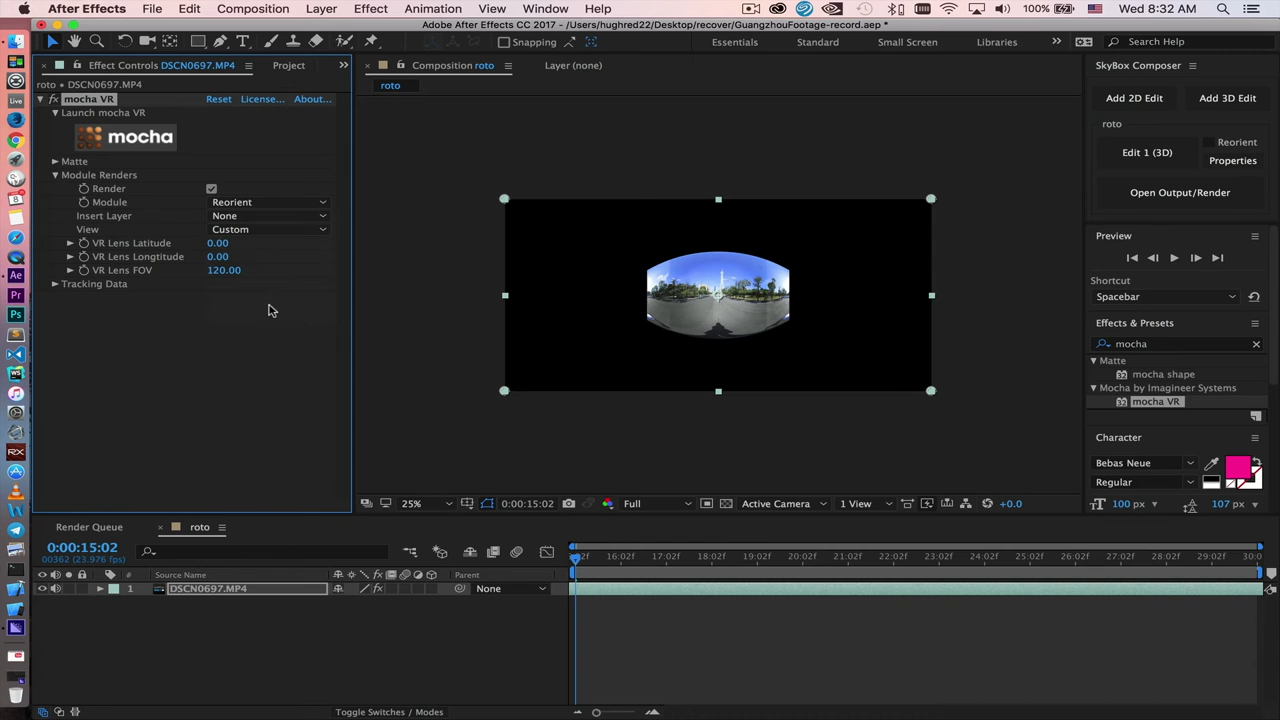 After Effects File Edit Composition Layer Effect Animation View Window Help 100% Wed 8:32 AM
Adobe After Effects CC 2017 - /Users/hughred22/Desktop/recover/GuangzhouFootage-record.aep *
Snapping Essentials Standard Small Screen Libraries Search Help
Effect Controls DSCN0697.MP4 Project
Composition roto Layer (none)
SkyBox Composer
roto • DSCN0697.MP4
roto
fx mocha VR Reset License... About...
Add 2D Edit Add 3D Edit
Launch mocha VR
mocha
roto
Reorient
Edit 1 (3D) Properties
Matte
Module Renders
Render
Open Output/Render
Module Reorient
Insert Layer None
View Custom
VR Lens Latitude 0.00
VR Lens Longtitude 0.00
VR Lens FOV 120.00
Tracking Data
Preview
Shortcut
Spacebar
Effects & Presets
mocha
Matte
mocha shape
Mocha by Imagineer Systems
mocha VR
Character
Bebas Neue
Regular
100 px 107 px
25% 0:00:15:02 Full Active Camera 1 View +0.0
Render Queue roto
0:00:15:02
00362 (23.976 fps)
16:02f 17:02f 18:02f 19:02f 20:02f 21:02f 22:02f 23:02f 24:02f 25:02f 26:02f 27:02f 28:02f 29:02f 30:0
# Source Name Parent
1 DSCN0697.MP4 None
Toggle Switches / Modes